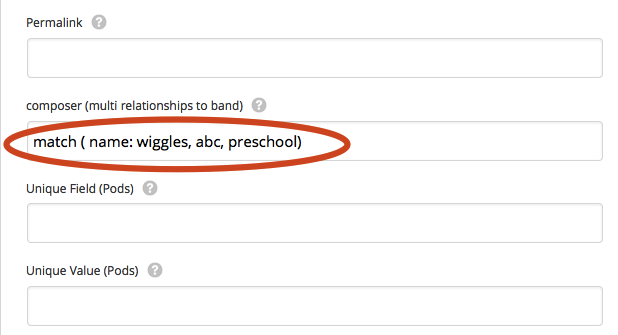 Permalink ?
composer (multi relationships to band) ?
match ( name: wiggles, abc, preschool)
Unique Field (Pods) ?
Unique Value (Pods) ?